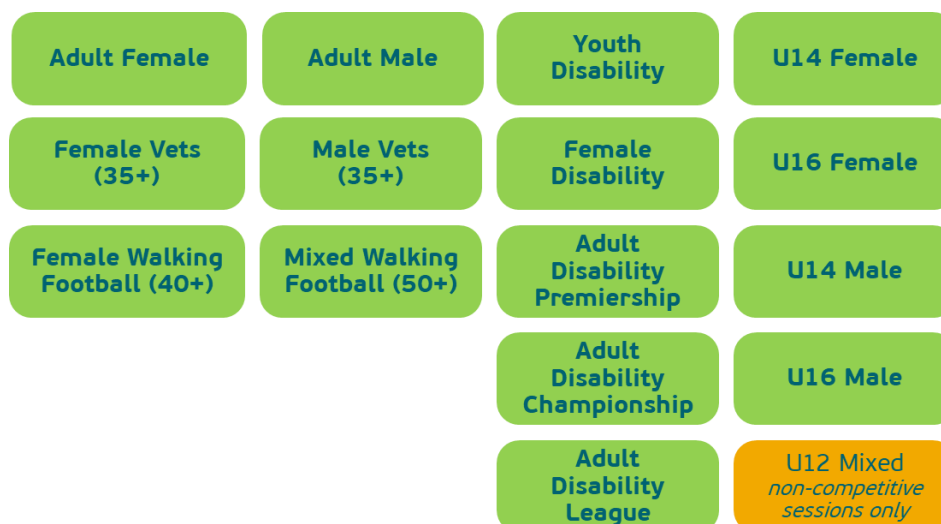 Adult Female
Adult Male
Youth
Disability
U14 Female
Female Vets
(35+)
Male Vets
(35+)
Female
Disability
U16 Female
Female Walking
Football (40+)
Mixed Walking
Football (50+)
Adult
Disability
Premiership
U14 Male
Adult
Disability
Championship
U16 Male
Adult
Disability
League
U12 Mixed
non-competitive
sessions only